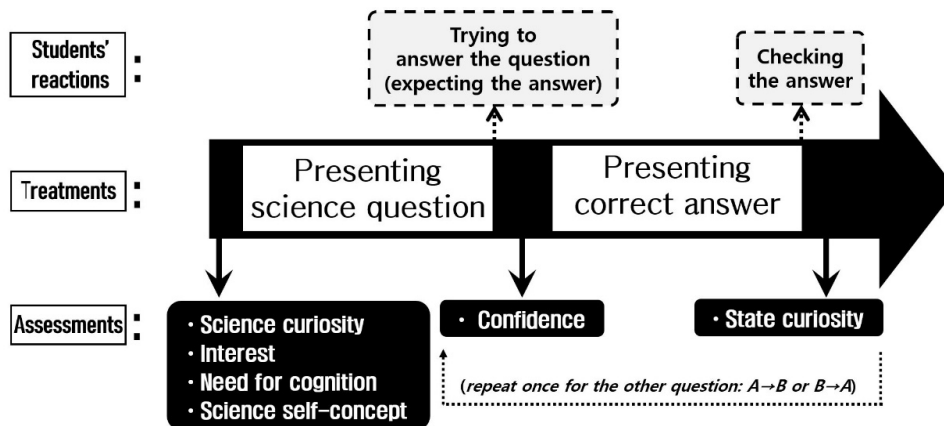 Students'
reactions :
Trying to
answer the question
(expecting the answer)
Checking
the answer
Treatments :
Presenting
science question
Presenting
correct answer
Assessments :
· Science curiosity
· Interest
· Need for cognition
· Science self-concept
· Confidence
· State curiosity
(repeat once for the other question: A→B or B→A)